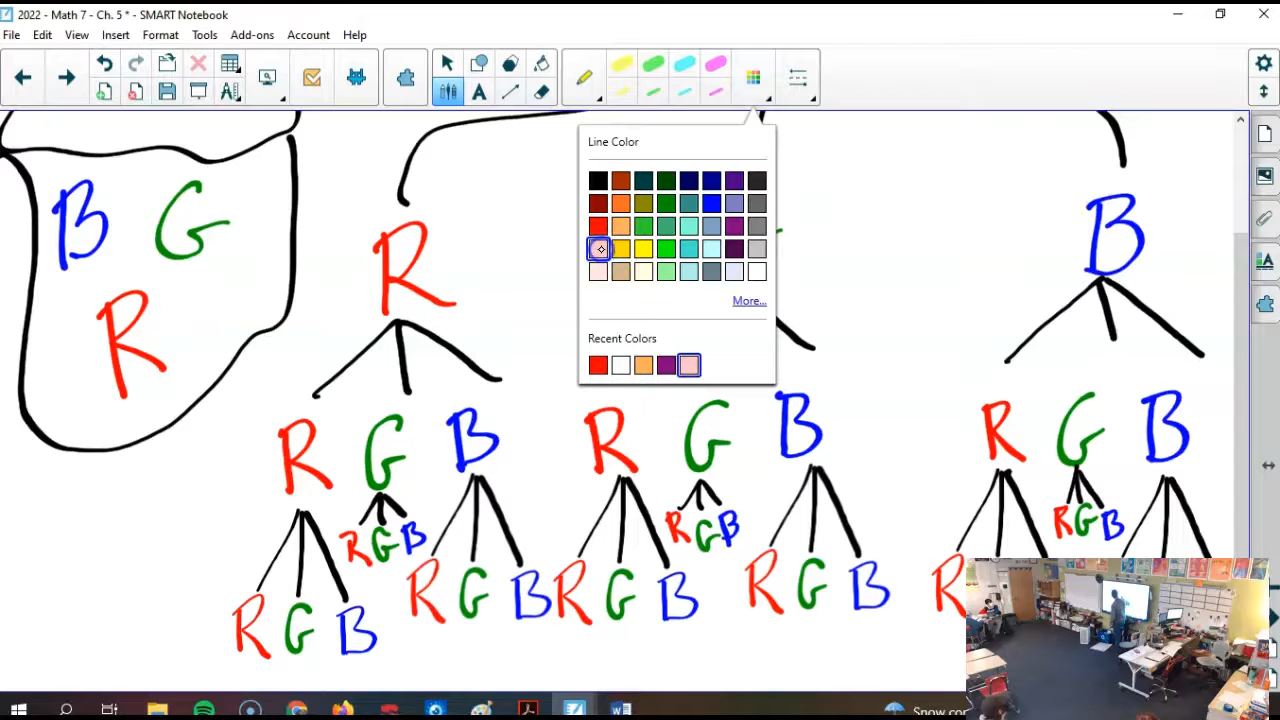 2022 - Math 7 - Ch. 5 * - SMART Notebook
File Edit View Insert Format Tools Add-ons Account Help
Line Color
More...
Recent Colors
B G
R
R B
R G B R G B R G B
R G B R G B R G B
R G B R G B R G B R G B R
Snow